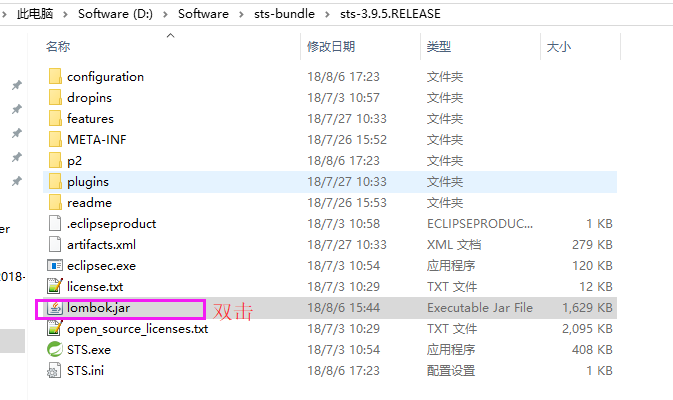 此电脑 > Software (D:) > Software > sts-bundle > sts-3.9.5.RELEASE
名称 修改日期 类型 大小
configuration 18/8/6 17:23 文件夹
dropins 18/7/3 10:57 文件夹
features 18/7/27 10:33 文件夹
META-INF 18/7/26 15:52 文件夹
p2 18/8/6 17:23 文件夹
plugins 18/7/27 10:33 文件夹
readme 18/7/26 15:52 文件夹
er .eclipseproduct 18/7/3 10:58 ECLIPSEPRODUC... 1 KB
artifacts.xml 18/7/27 10:33 XML 文档 279 KB
2018- eclipsec.exe 18/7/3 10:54 应用程序 120 KB
license.txt 18/7/3 10:29 TXT 文件 12 KB
lombok.jar 双击 18/8/6 15:44 Executable Jar File 1,629 KB
open_source_licenses.txt 18/7/3 10:29 TXT 文件 2,095 KB
STS.exe 18/7/3 10:54 应用程序 408 KB
STS.ini 18/8/6 17:23 配置设置 1 KB